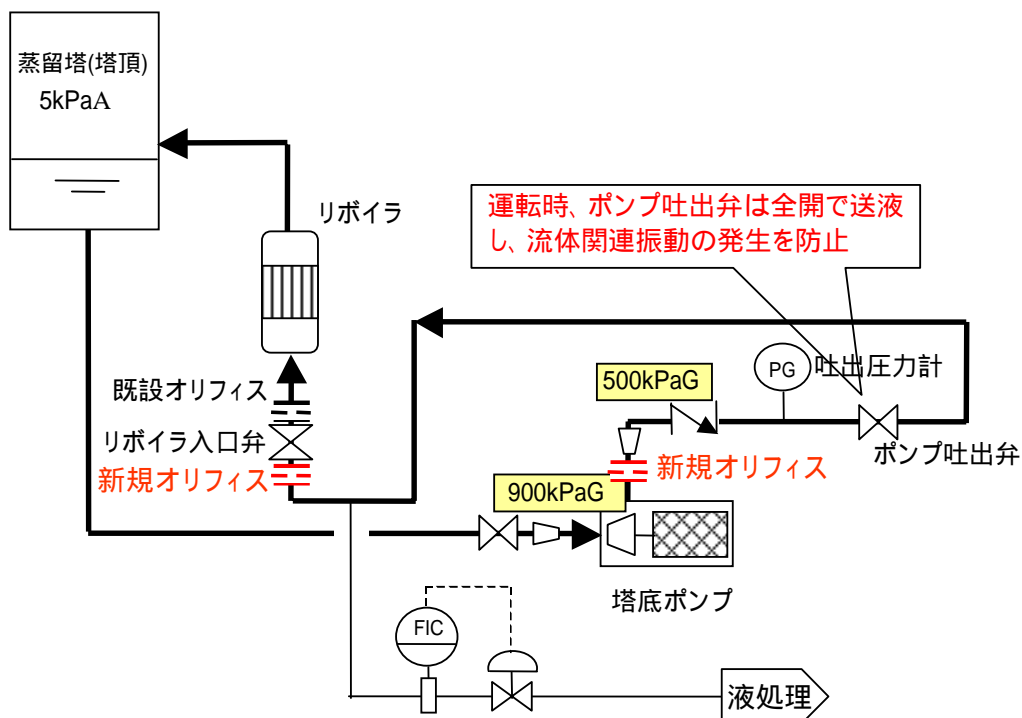 蒸留塔(塔頂)
5kPaA
リボイラ
運転時、ポンプ吐出弁は全開で送液
し、流体関連振動の発生を防止
既設オリフィス
リボイラ入口弁
新規オリフィス
500kPaG
PG
吐出圧力計
ポンプ吐出弁
新規オリフィス
900kPaG
塔底ポンプ
FIC
液処理